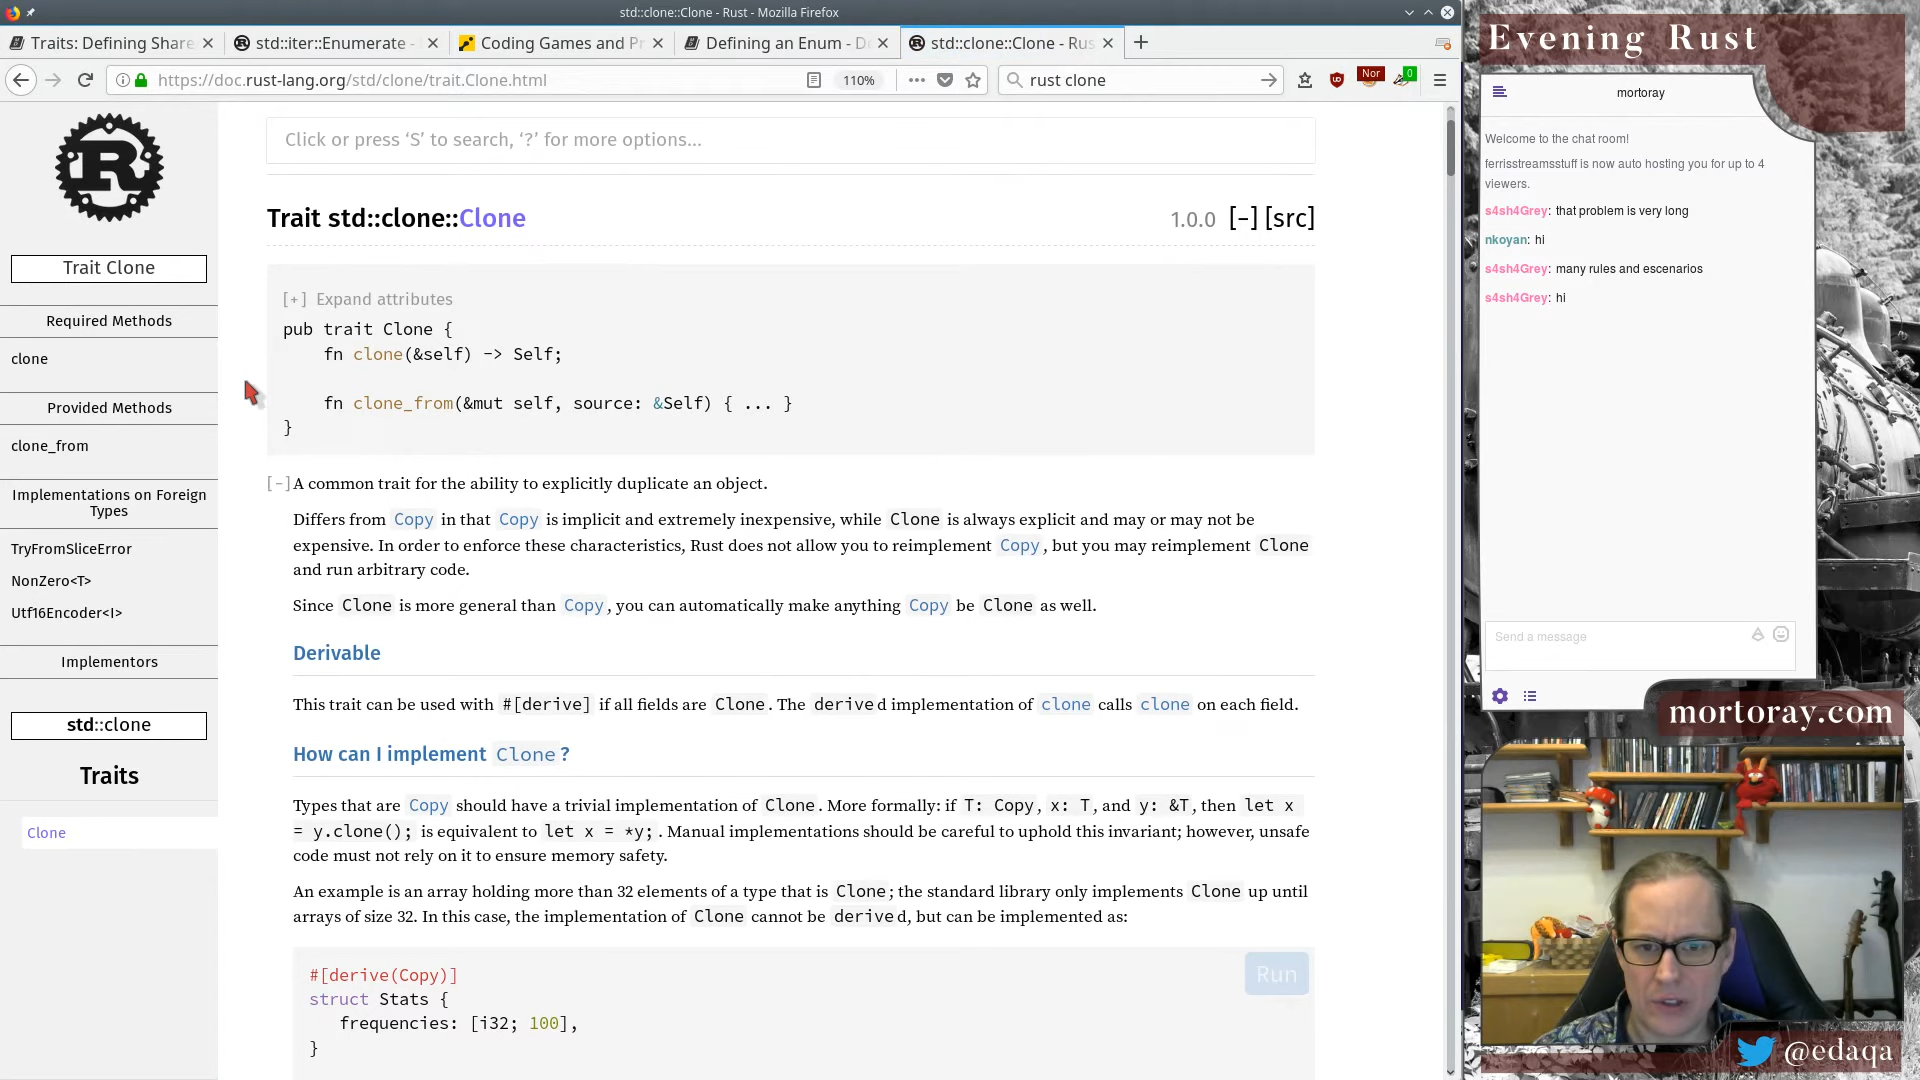 std::clone::Clone - Rust - Mozilla Firefox
Traits: Defining Share
std::iter::Enumerate -
Coding Games and Pr
Defining an Enum - D
std::clone::Clone - Rus
https://doc.rust-lang.org/std/clone/trait.Clone.html
110%
rust clone
Nor
0
Trait Clone
Required Methods
clone
Provided Methods
clone_from
Implementations on Foreign
Types
TryFromSliceError
NonZero<T>
Utf16Encoder<I>
Implementors
std::clone
Traits
Clone
Click or press ‘S’ to search, ‘?’ for more options...
Trait std::clone::Clone
1.0.0 [-] [src]
[+] Expand attributes
pub trait Clone {
fn clone(&self) -> Self;
fn clone_from(&mut self, source: &Self) { ... }
}
[-] A common trait for the ability to explicitly duplicate an object.
Differs from Copy in that Copy is implicit and extremely inexpensive, while Clone is always explicit and may or may not be
expensive. In order to enforce these characteristics, Rust does not allow you to reimplement Copy, but you may reimplement Clone
and run arbitrary code.
Since Clone is more general than Copy, you can automatically make anything Copy be Clone as well.
Derivable
This trait can be used with #[derive] if all fields are Clone. The derived implementation of clone calls clone on each field.
How can I implement Clone?
Types that are Copy should have a trivial implementation of Clone. More formally: if T: Copy, x: T, and y: &T, then let x
= y.clone(); is equivalent to let x = *y;. Manual implementations should be careful to uphold this invariant; however, unsafe
code must not rely on it to ensure memory safety.
An example is an array holding more than 32 elements of a type that is Clone; the standard library only implements Clone up until
arrays of size 32. In this case, the implementation of Clone cannot be derived, but can be implemented as:
Run
#[derive(Copy)]
struct Stats {
frequencies: [i32; 100],
}
Evening Rust
mortoray
Welcome to the chat room!
ferrisstreamsstuff is now auto hosting you for up to 4
viewers.
s4sh4Grey: that problem is very long
nkoyan: hi
s4sh4Grey: many rules and escenarios
s4sh4Grey: hi
Send a message
mortoray.com
@edaqa